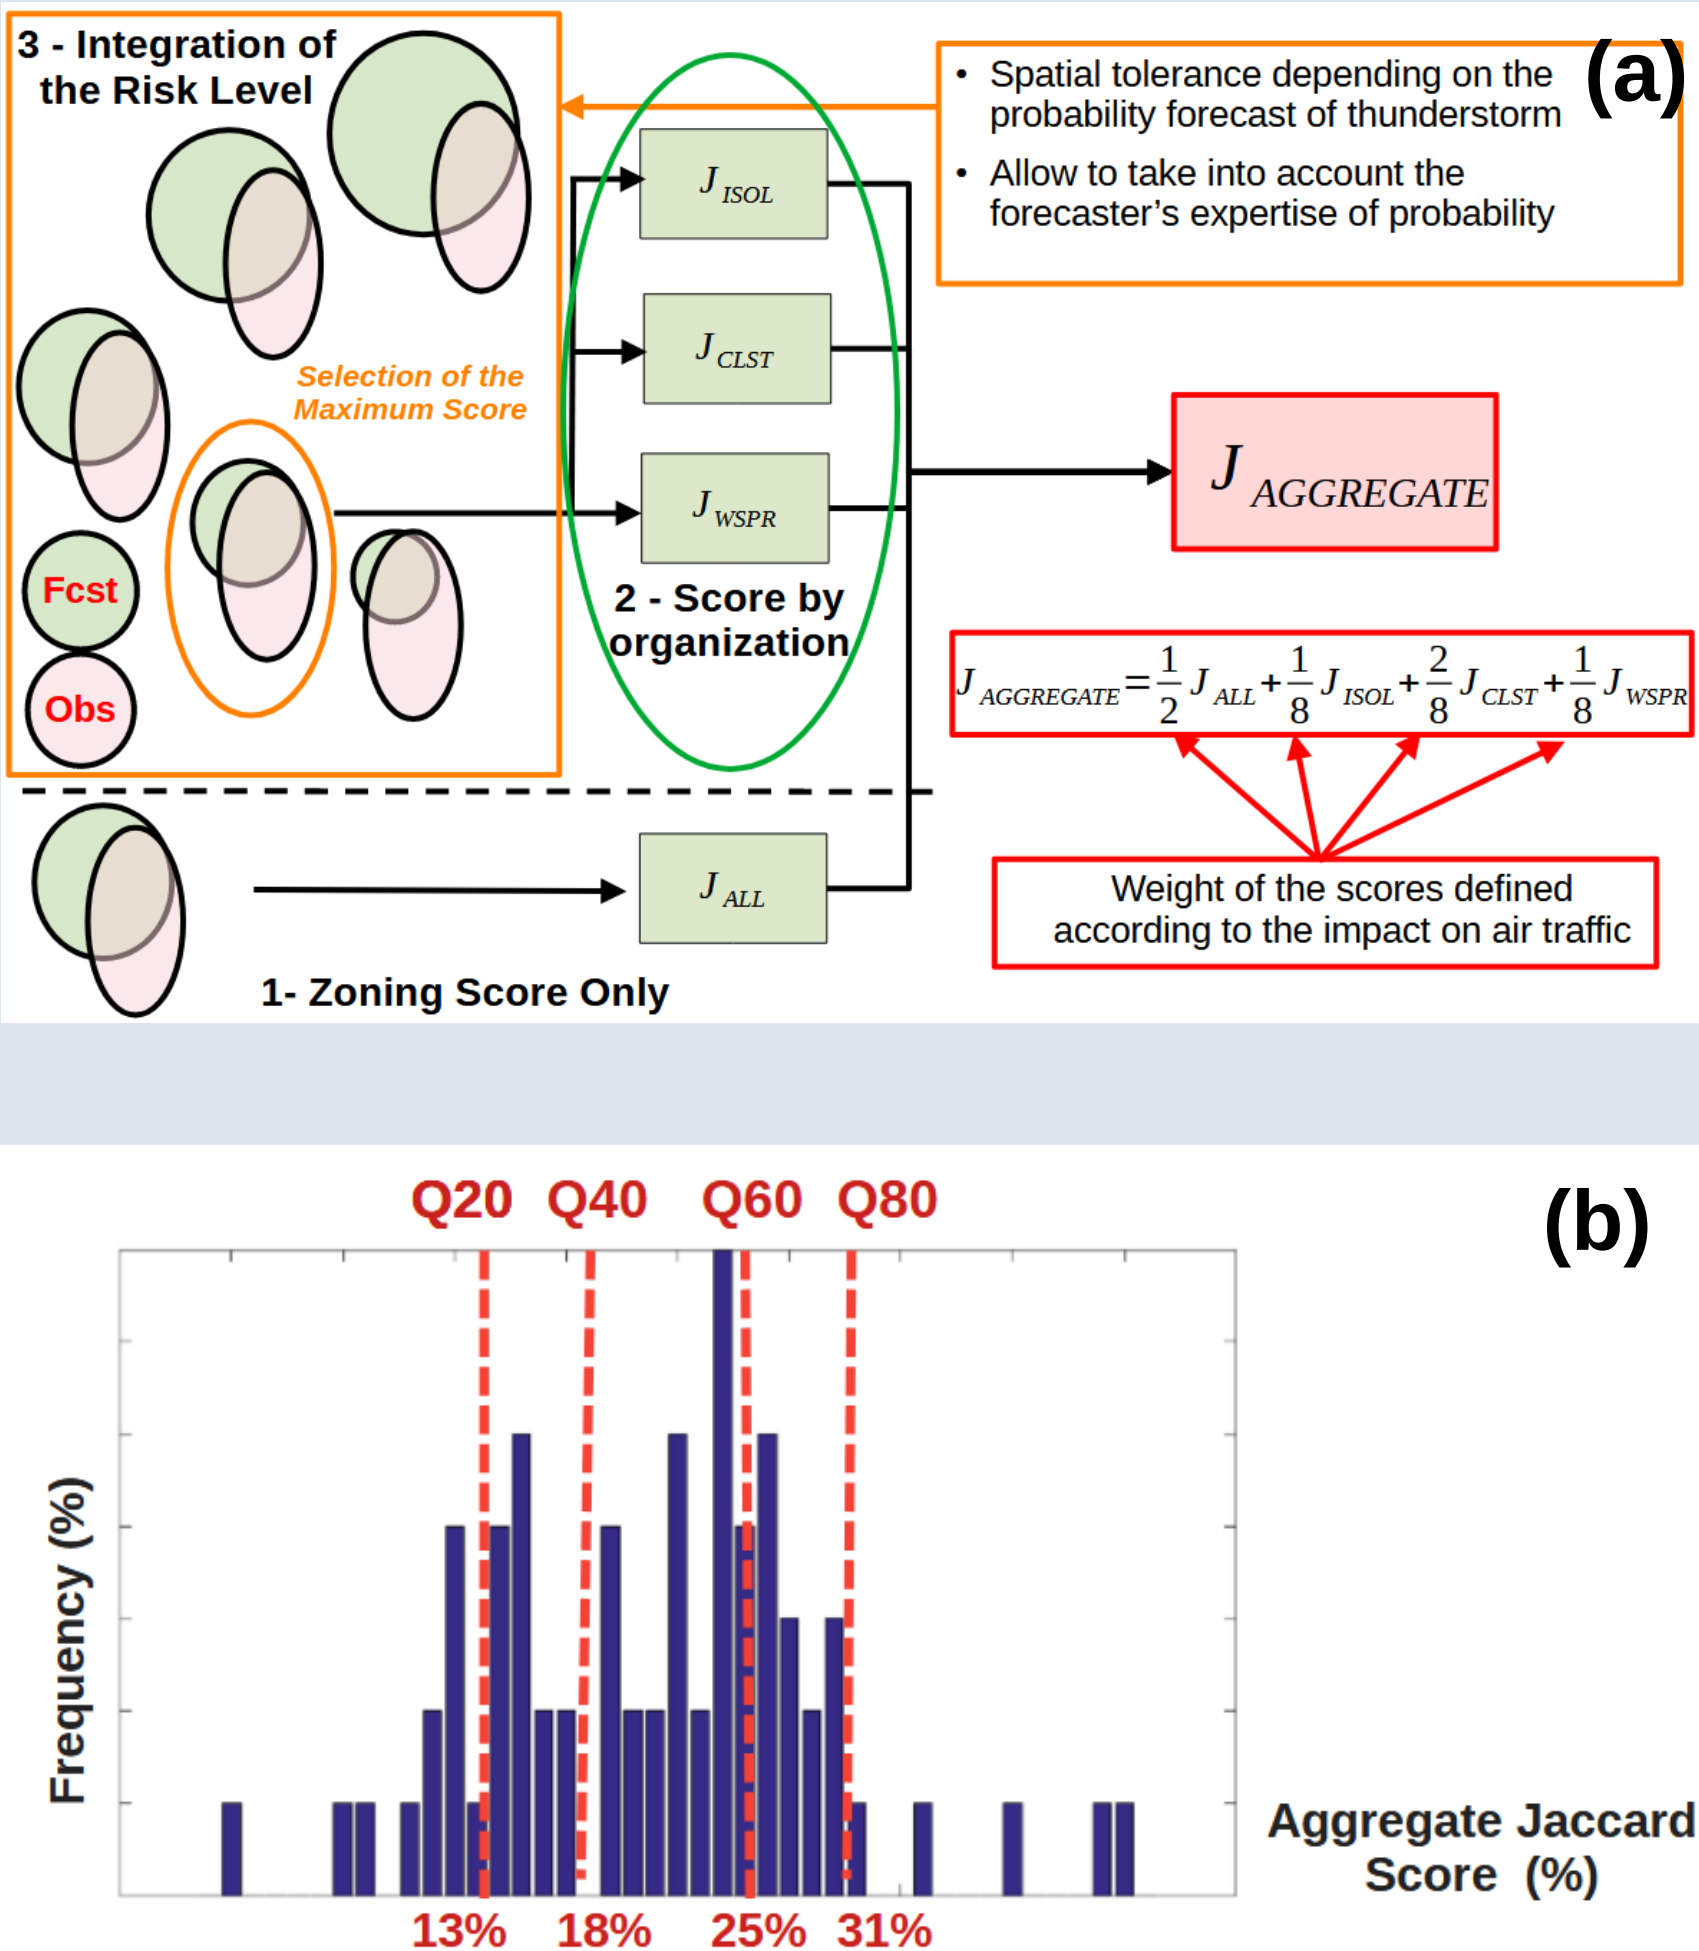 3 - Integration of
the Risk Level
(a)
• Spatial tolerance depending on the
probability forecast of thunderstorm
• Allow to take into account the
forecaster’s expertise of probability
J ISOL
J CLST
Selection of the
Maximum Score
J WSPR
J AGGREGATE
Fcst
Obs
2 - Score by
organization
J AGGREGATE = 1/2 J ALL + 1/8 J ISOL + 2/8 J CLST + 1/8 J WSPR
Weight of the scores defined
according to the impact on air traffic
J ALL
1- Zoning Score Only
(b)
Q20 Q40 Q60 Q80
Frequency (%)
Aggregate Jaccard
Score (%)
13% 18% 25% 31%